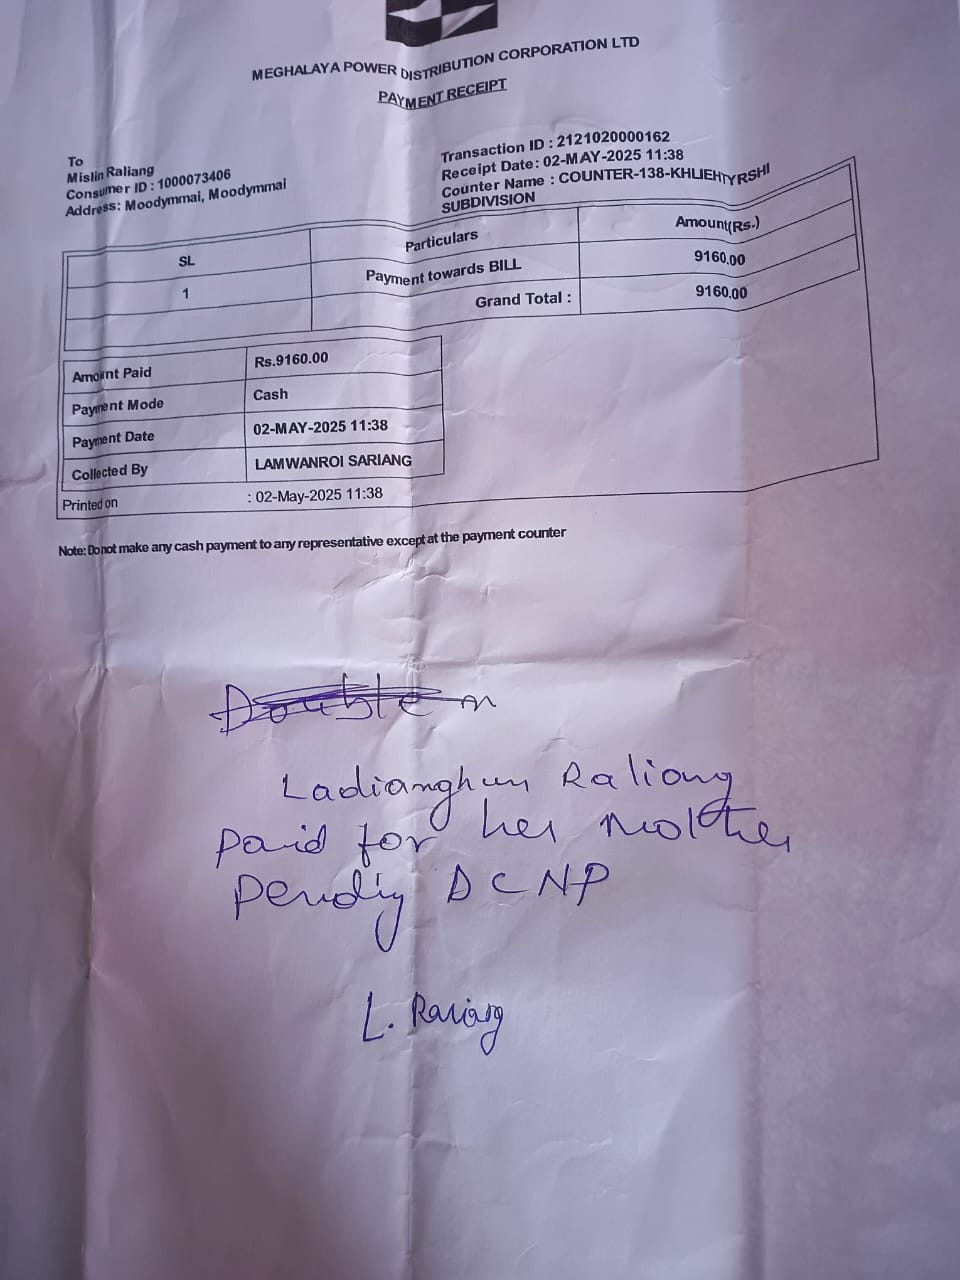 MEGHALAYA POWER DISTRIBUTION CORPORATION LTD
PAYMENT RECEIPT
To
Mislin Raliang
Consumer ID : 1000073406
Address: Moodymmai, Moodymmai
Transaction ID : 2121020000162
Receipt Date: 02-MAY-2025 11:38
Counter Name : COUNTER-138-KHLIEHTYRSHI
SUBDIVISION
SL Particulars Amount(Rs.)
1 Payment towards BILL 9160.00
Grand Total : 9160.00
Amount Paid Rs.9160.00
Payment Mode Cash
Payment Date 02-MAY-2025 11:38
Collected By LAMWANROI SARIANG
Printed on : 02-May-2025 11:38
Note: Do not make any cash payment to any representative except at the payment counter
Ladianghun Raliang
paid for her mother
Pendig DCNP
L. Raliang